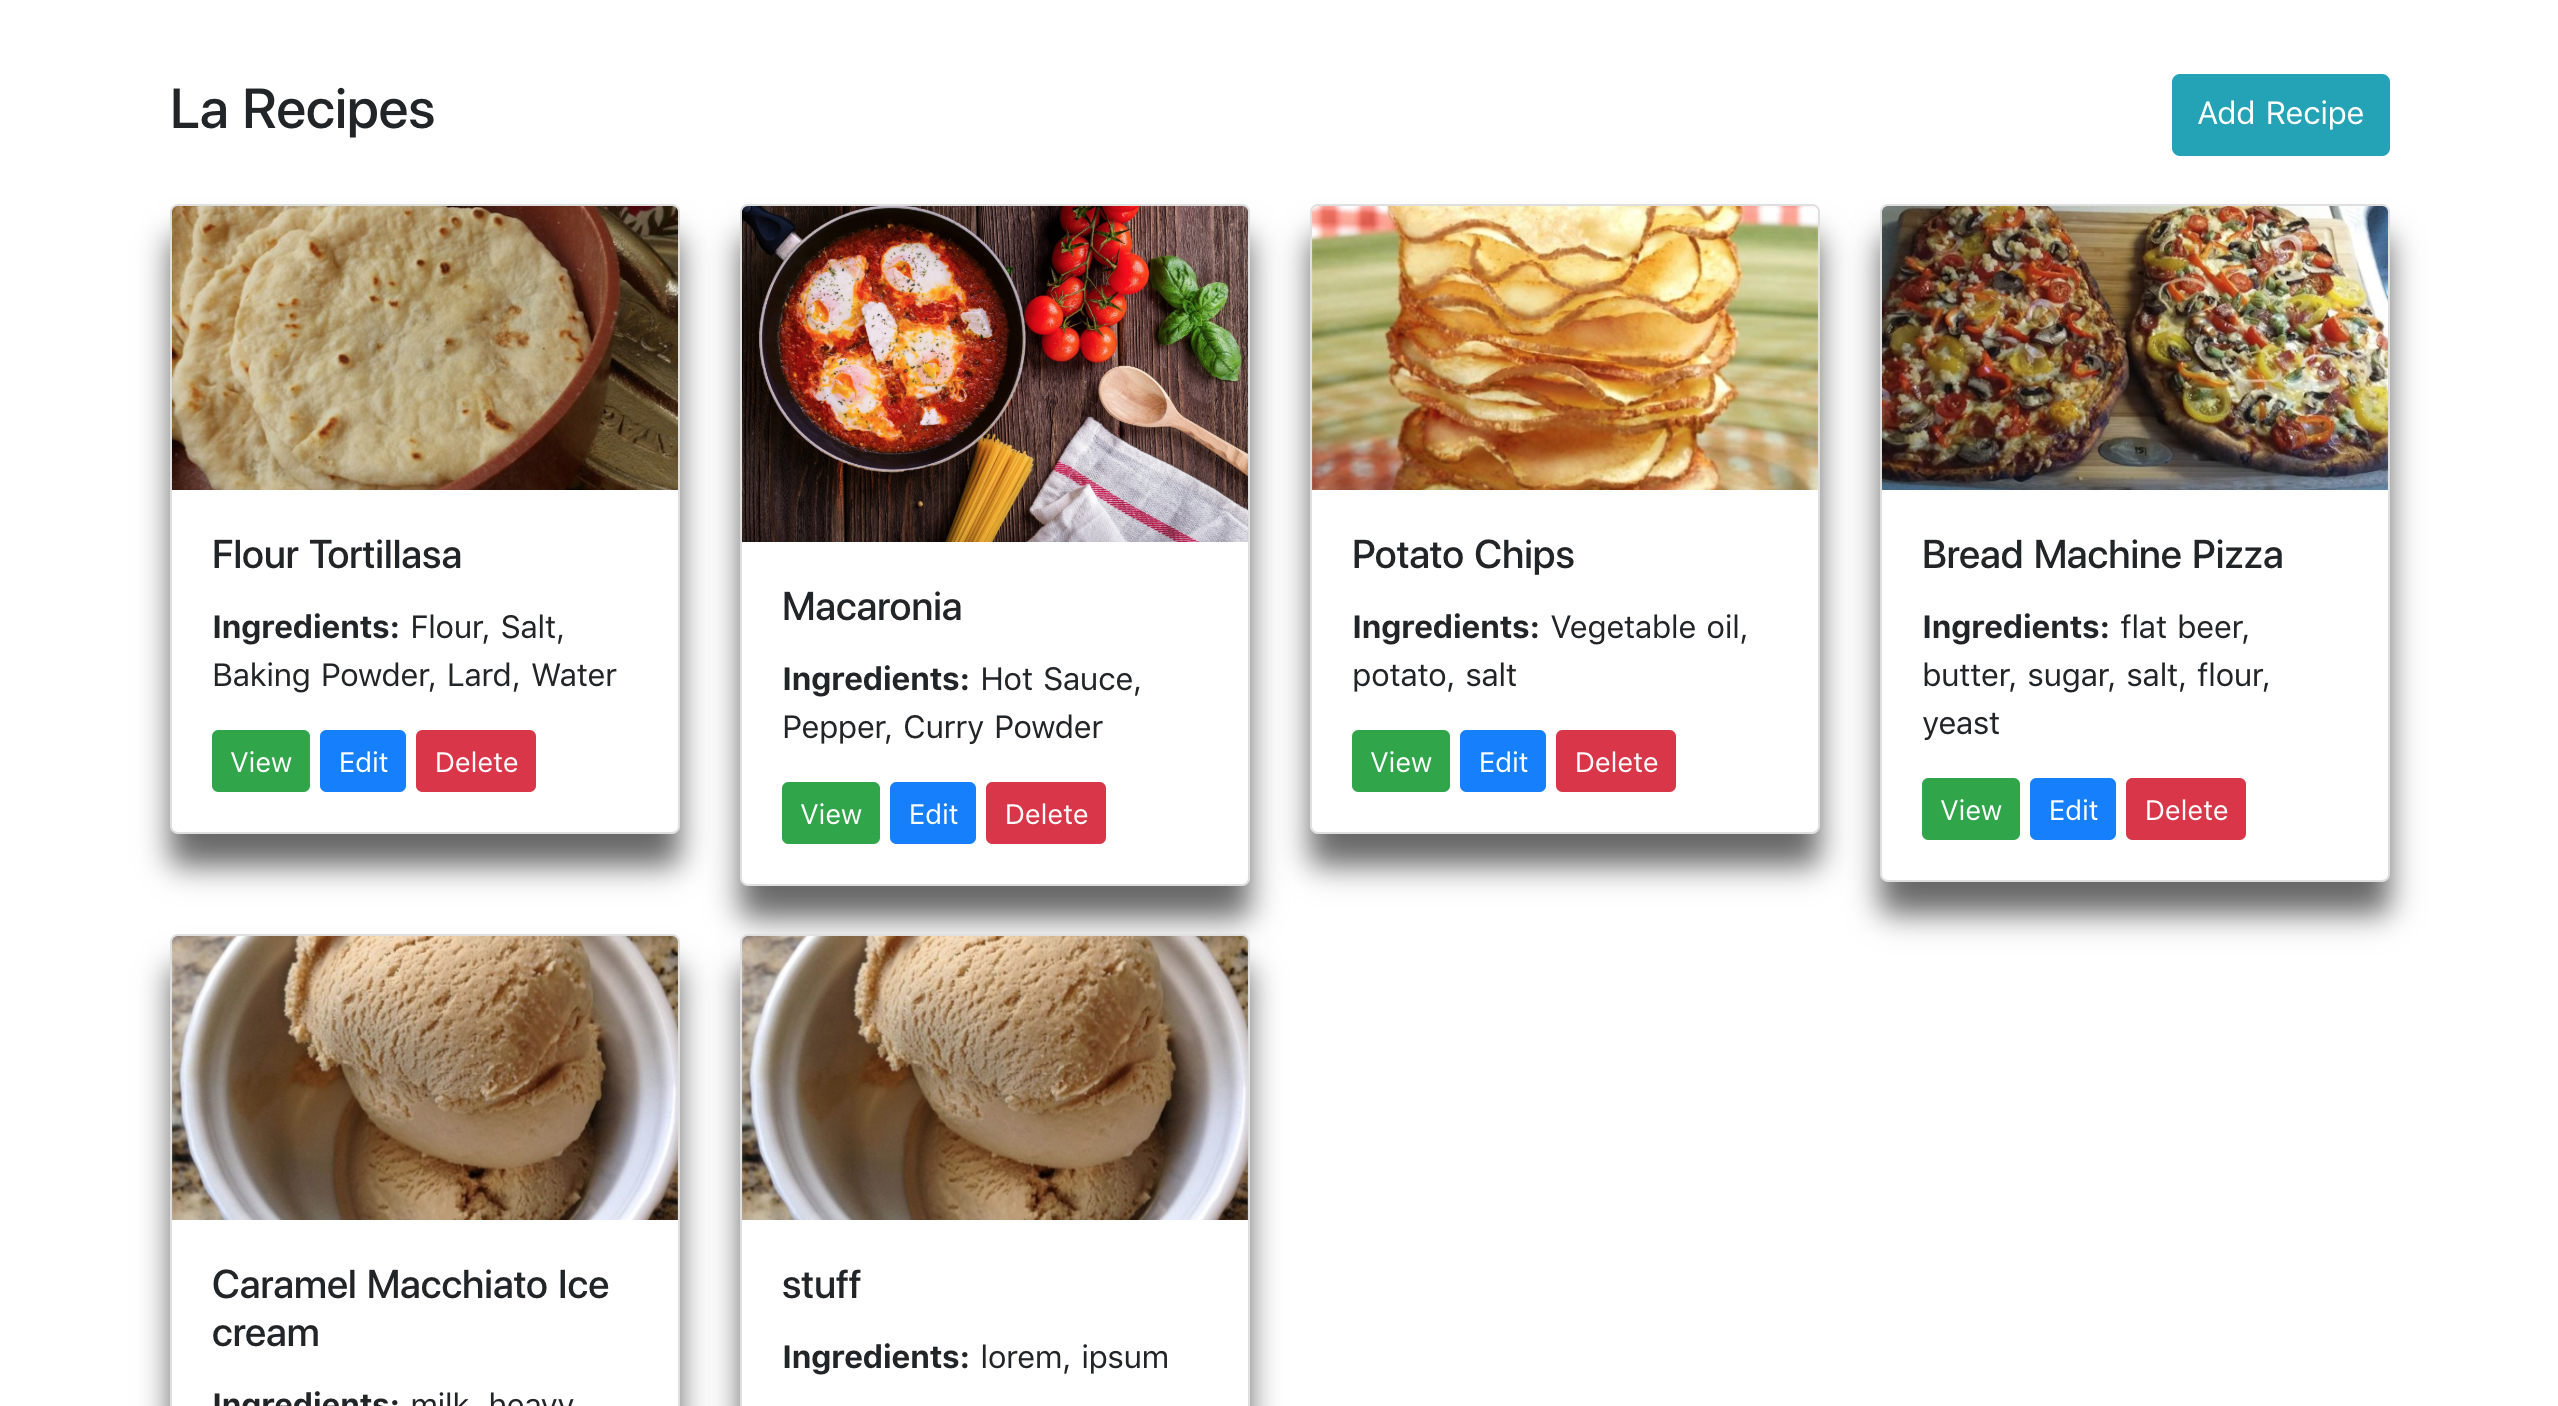 La Recipes
Add Recipe
Flour Tortillasa
Ingredients: Flour, Salt,
Baking Powder, Lard, Water
View Edit Delete
Macaronia
Ingredients: Hot Sauce,
Pepper, Curry Powder
View Edit Delete
Potato Chips
Ingredients: Vegetable oil,
potato, salt
View Edit Delete
Bread Machine Pizza
Ingredients: flat beer,
butter, sugar, salt, flour,
yeast
View Edit Delete
Caramel Macchiato Ice
cream
Ingredients: milk, heavy
stuff
Ingredients: lorem, ipsum